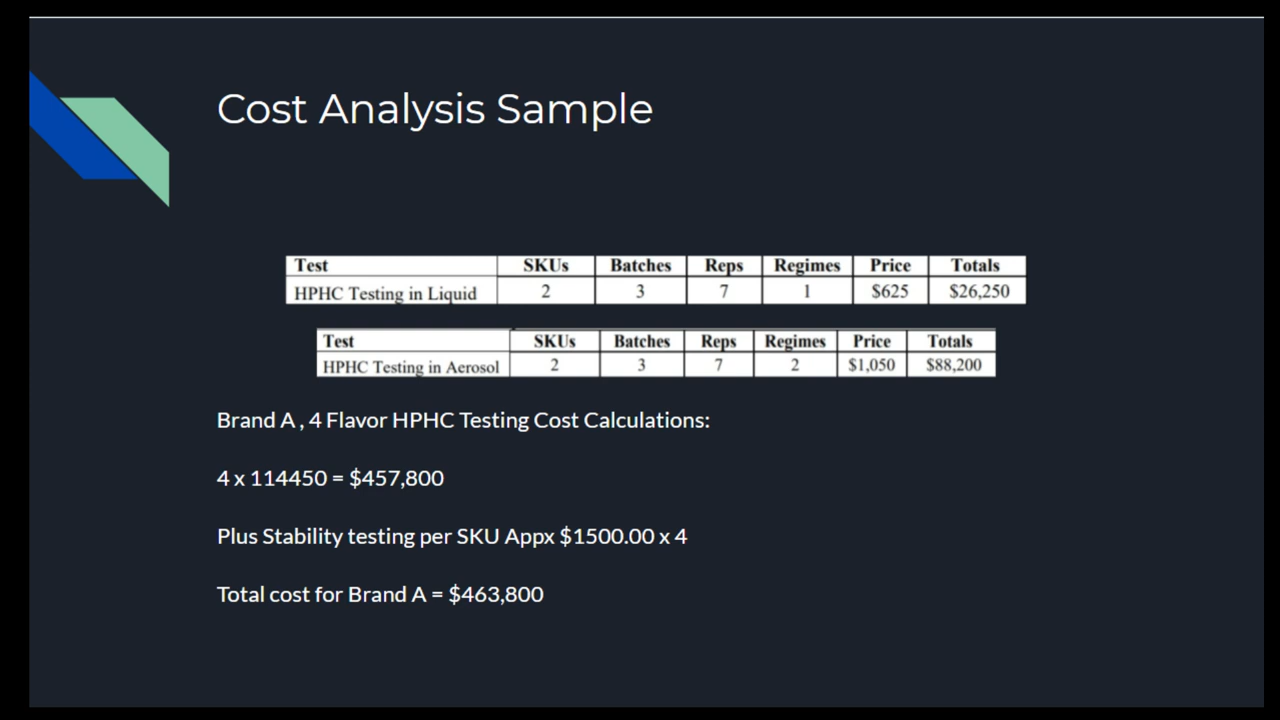 Cost Analysis Sample
Test SKUs Batches Reps Regimes Price Totals
HPHC Testing in Liquid 2 3 7 1 $625 $26,250
Test SKUs Batches Reps Regimes Price Totals
HPHC Testing in Aerosol 2 3 7 2 $1,050 $88,200
Brand A , 4 Flavor HPHC Testing Cost Calculations:
4 x 114450 = $457,800
Plus Stability testing per SKU Appx $1500.00 x 4
Total cost for Brand A = $463,800